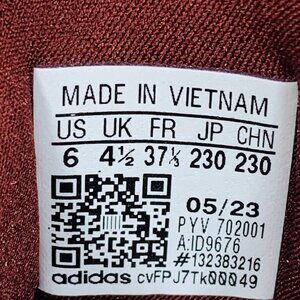 MADE IN VIETNAM
US UK FR JP CHN
6 4½ 37⅓ 230 230
05/23
PYV 702001
A:ID9676
#132383216
adidas cvFPJ7Tk00049